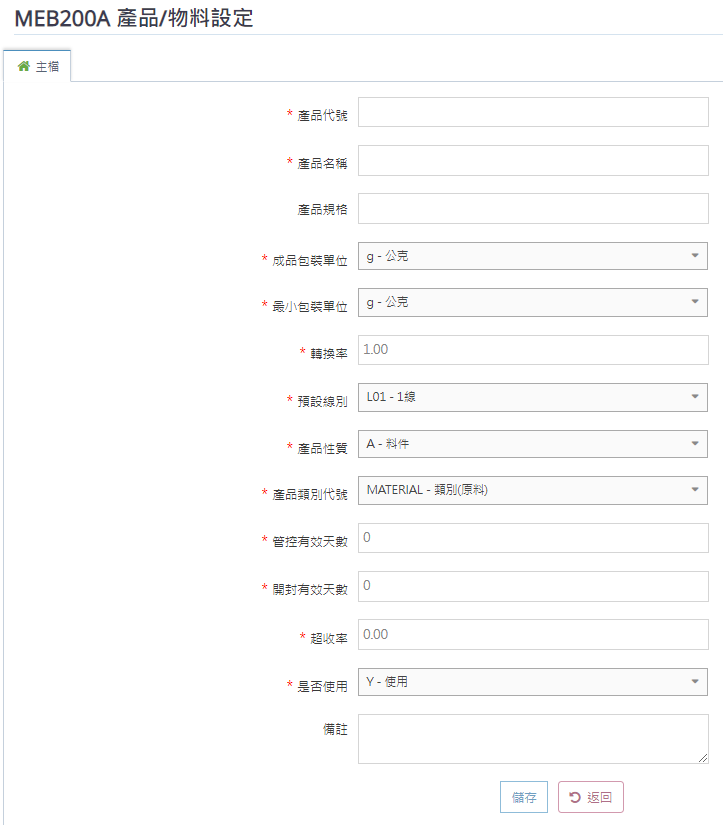 MEB200A 產品/物料設定
主檔
* 產品代號
* 產品名稱
產品規格
* 成品包裝單位 g - 公克
* 最小包裝單位 g - 公克
* 轉換率 1.00
* 預設線別 L01 - 1線
* 產品性質 A - 料件
* 產品類別代號 MATERIAL - 類別(原料)
* 管控有效天數 0
* 開封有效天數 0
* 超收率 0.00
* 是否使用 Y - 使用
備註
儲存 返回